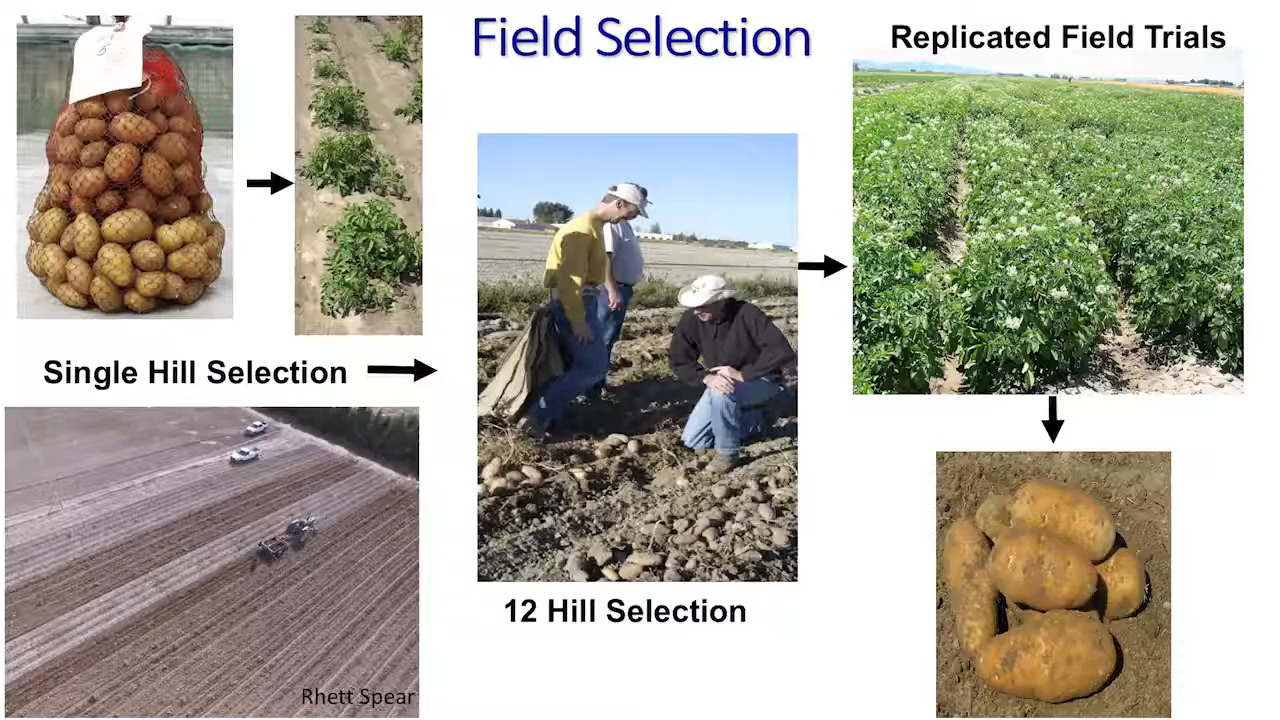 Field Selection
Replicated Field Trials
Single Hill Selection
12 Hill Selection
Rhett Spear